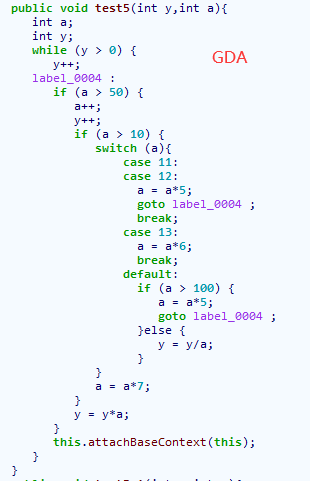 public void test5(int y,int a){
    int a;
    int y;
    while (y > 0) {
        y++;
GDA
    label_0004 :
        if (a > 50) {
            a++;
            y++;
            if (a > 10) {
                switch (a){
                    case 11:
                    case 12:
                      a = a*5;
                      goto label_0004 ;
                      break;
                    case 13:
                      a = a*6;
                      break;
                    default:
                      if (a > 100) {
                          a = a*5;
                          goto label_0004 ;
                      }else {
                          y = y/a;
                      }
                }
                a = a*7;
            }
            y = y*a;
        }
        this.attachBaseContext(this);
    }
}